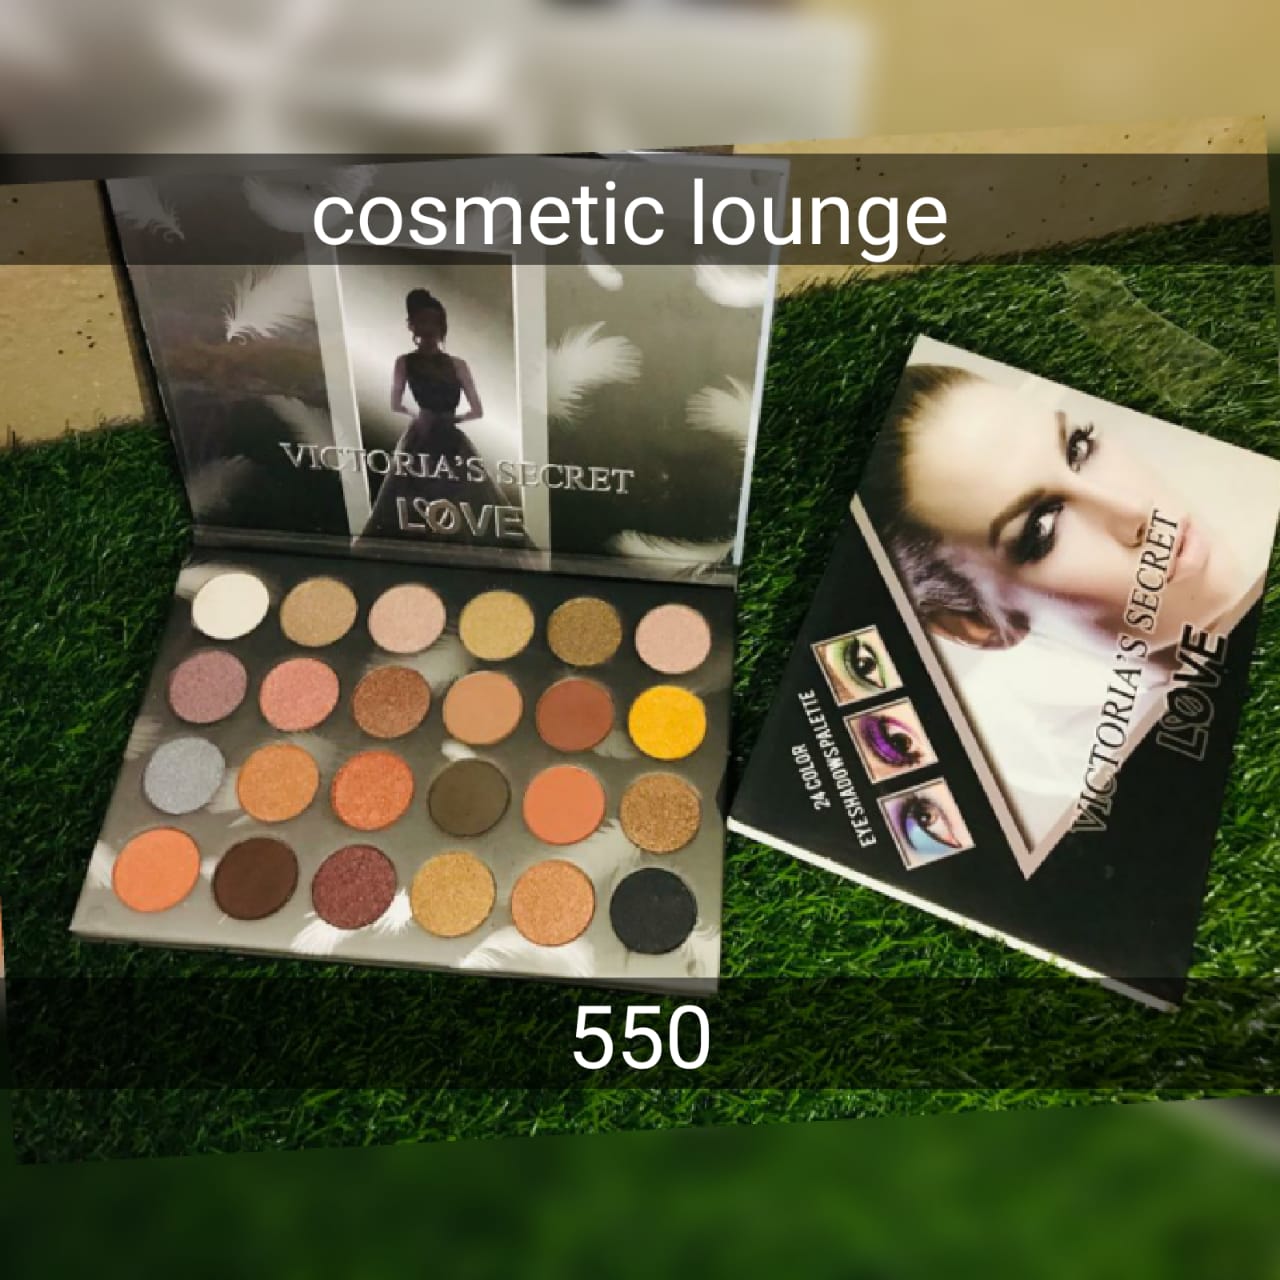 cosmetic lounge
VICTORIA'S SECRET
LOVE
VICTORIA'S SECRET
LOVE
24 COLOR
EYESHADOWSPALETTE
550